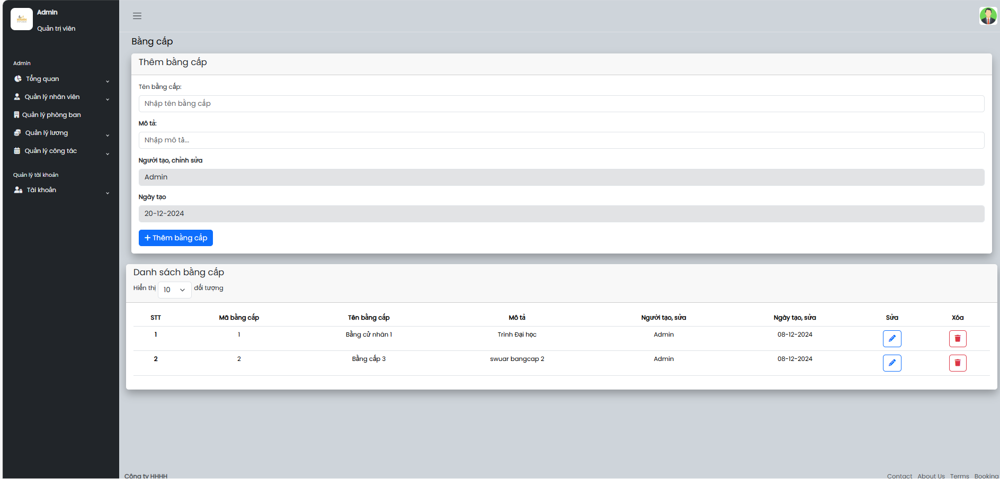 Admin
Quản trị viên
Admin
Tổng quan
Quản lý nhân viên
Quản lý phòng ban
Quản lý lương
Quản lý công tác
Quản lý tài khoản
Tài khoản
Bằng cấp
Thêm bằng cấp
Tên bằng cấp:
Nhập tên bằng cấp
Mô tả:
Nhập mô tả...
Người tạo, chỉnh sửa
Admin
Ngày tạo
20-12-2024
Thêm bằng cấp
Danh sách bằng cấp
Hiển thị 10 đối tượng
STT Mã bằng cấp Tên bằng cấp Mô tả Người tạo, sửa Ngày tạo, sửa Sửa Xóa
1 1 Bằng cử nhân 1 Trình Đại học Admin 08-12-2024
2 2 Bằng cấp 3 swuar bangcap 2 Admin 08-12-2024
Công ty HHHH Contact About Us Terms Booking